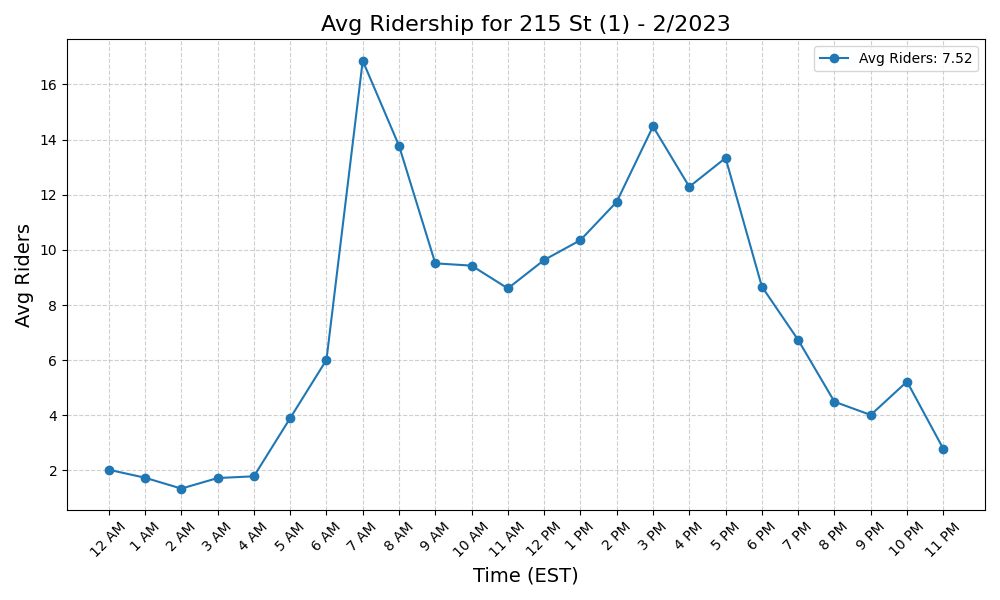 Avg Ridership for 215 St (1) - 2/2023
Avg Riders: 7.52
16
14
12
10
8
6
4
2
Avg Riders
12 AM
1 AM
2 AM
3 AM
4 AM
5 AM
6 AM
7 AM
8 AM
9 AM
10 AM
11 AM
12 PM
1 PM
2 PM
3 PM
4 PM
5 PM
6 PM
7 PM
8 PM
9 PM
10 PM
11 PM
Time (EST)